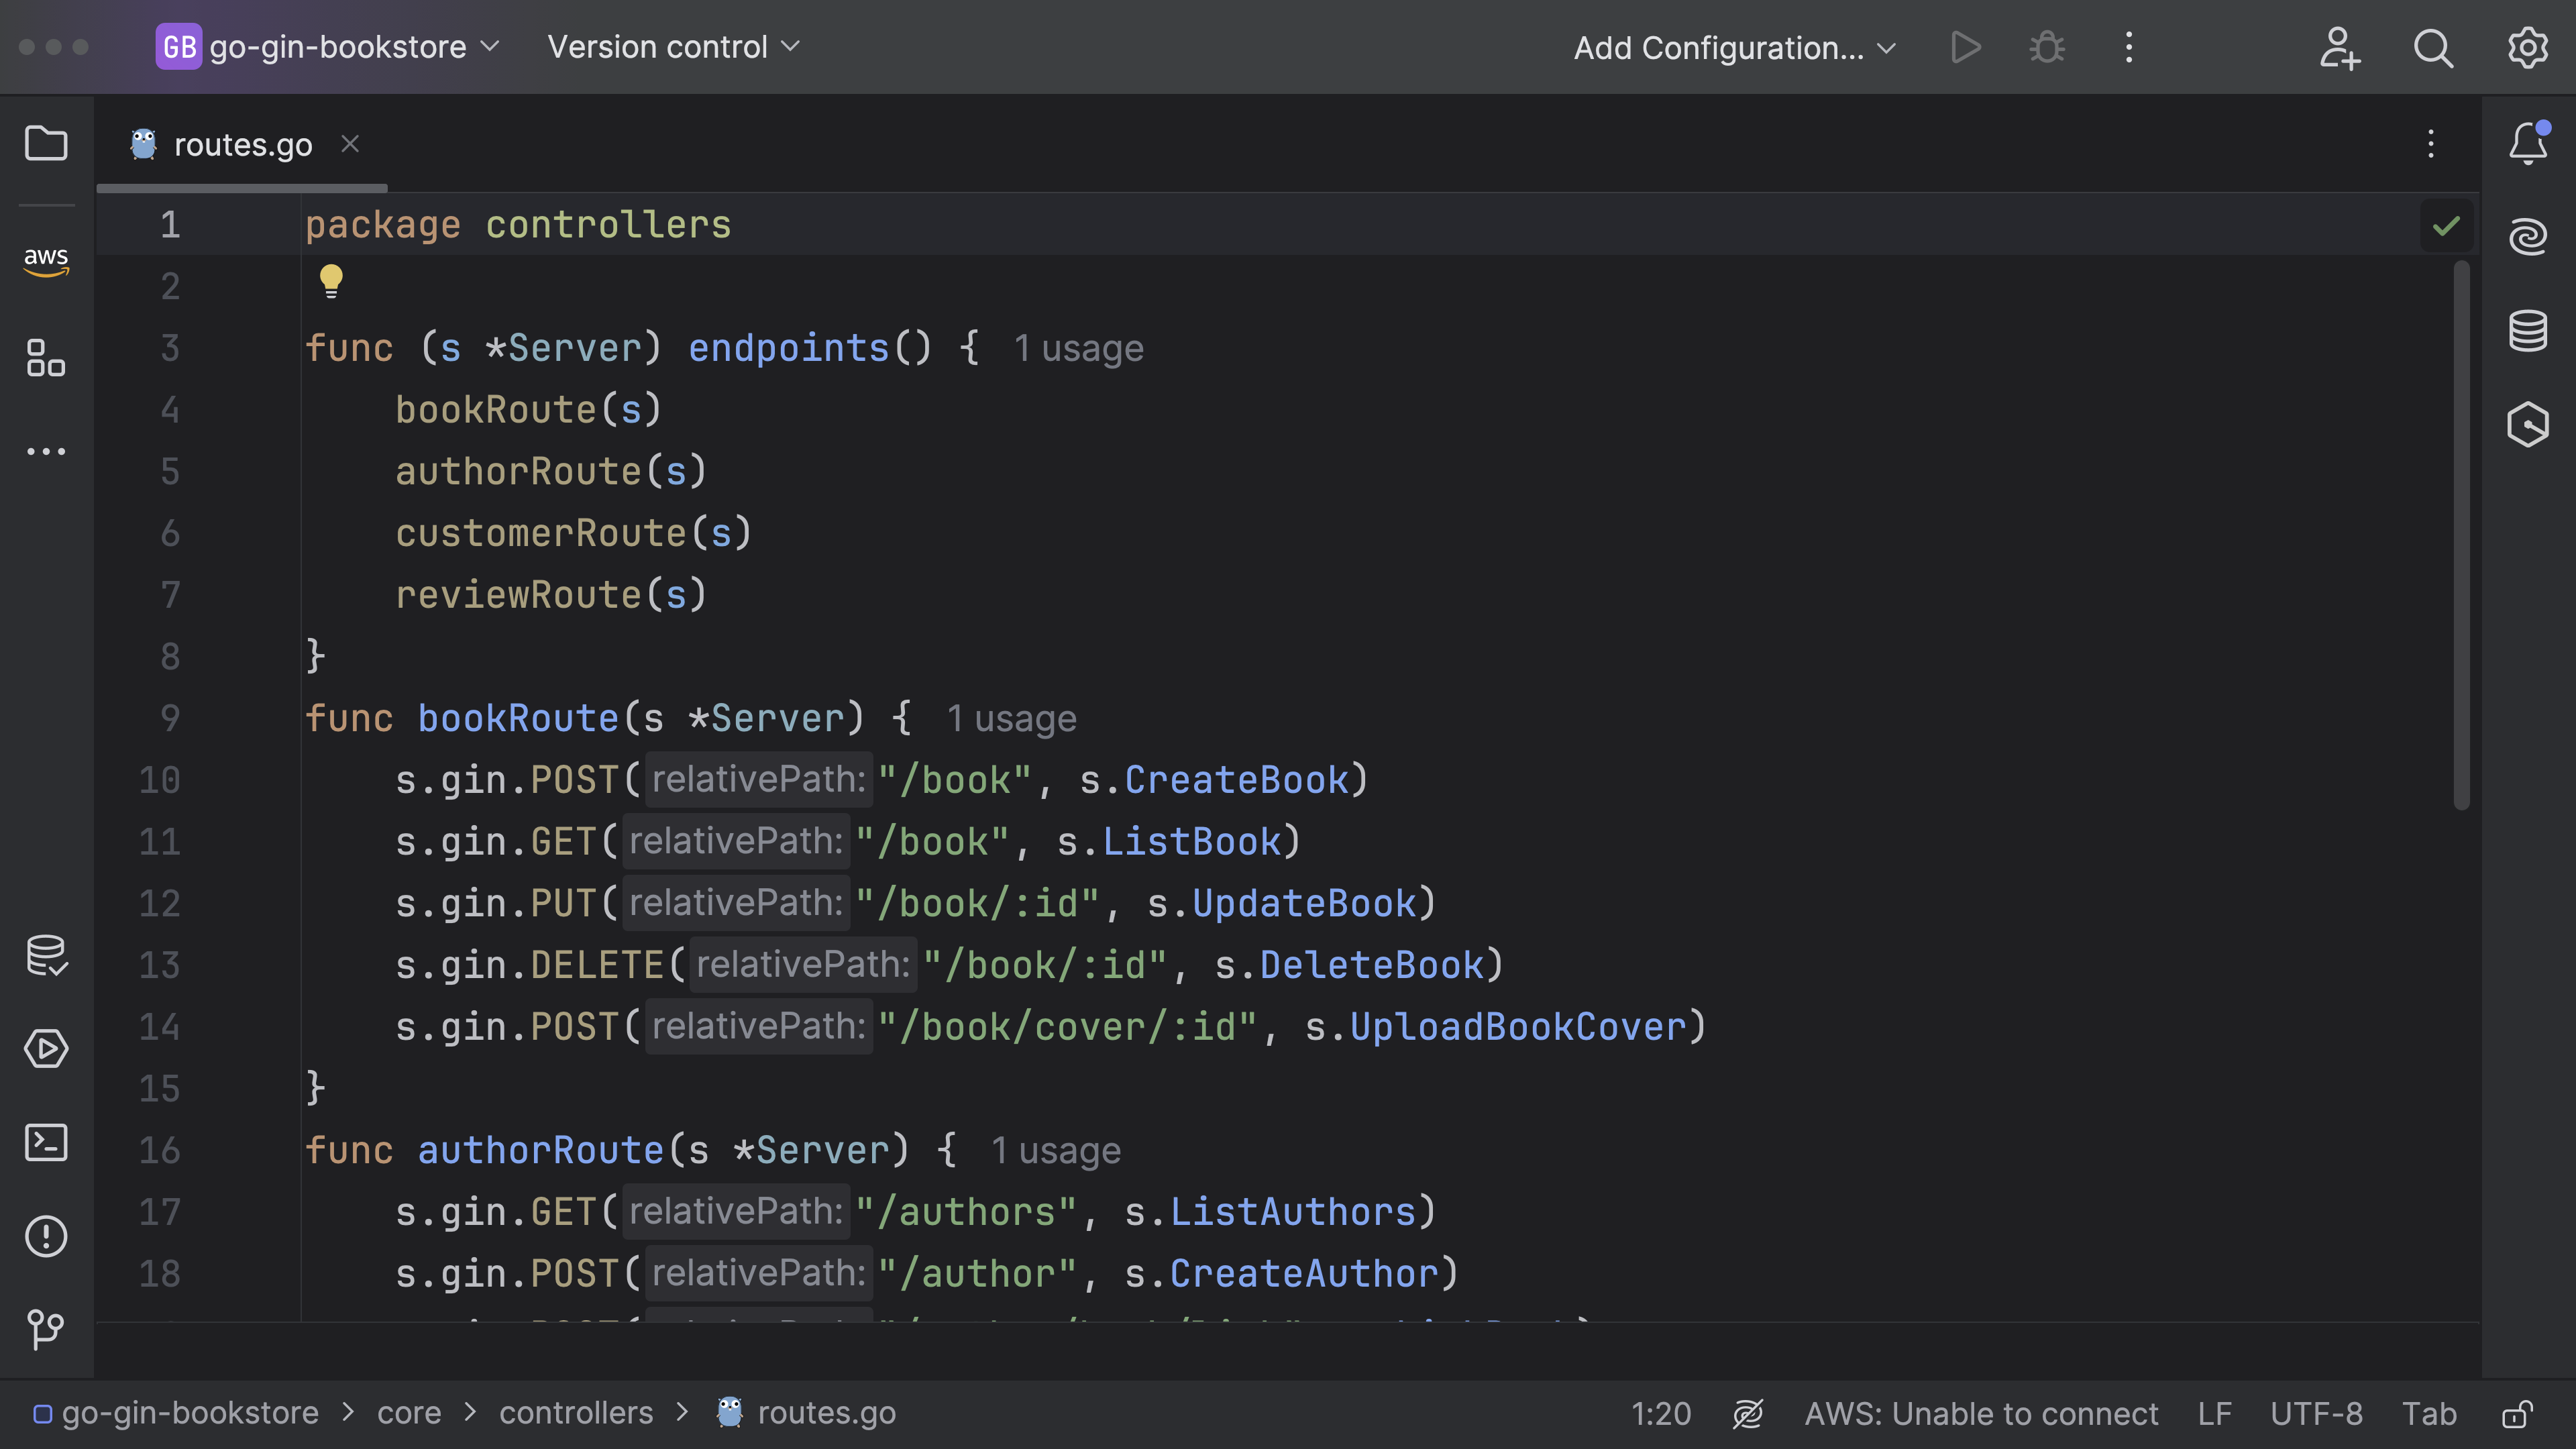 GB go-gin-bookstore Version control Add Configuration...
routes.go
aws
1 package controllers
2
3 func (s *Server) endpoints() { 1 usage
4 bookRoute(s)
5 authorRoute(s)
6 customerRoute(s)
7 reviewRoute(s)
8 }
9 func bookRoute(s *Server) { 1 usage
10 s.gin.POST( relativePath: "/book", s.CreateBook)
11 s.gin.GET( relativePath: "/book", s.ListBook)
12 s.gin.PUT( relativePath: "/book/:id", s.UpdateBook)
13 s.gin.DELETE( relativePath: "/book/:id", s.DeleteBook)
14 s.gin.POST( relativePath: "/book/cover/:id", s.UploadBookCover)
15 }
16 func authorRoute(s *Server) { 1 usage
17 s.gin.GET( relativePath: "/authors", s.ListAuthors)
18 s.gin.POST( relativePath: "/author", s.CreateAuthor)
go-gin-bookstore > core > controllers > routes.go 1:20 AWS: Unable to connect LF UTF-8 Tab